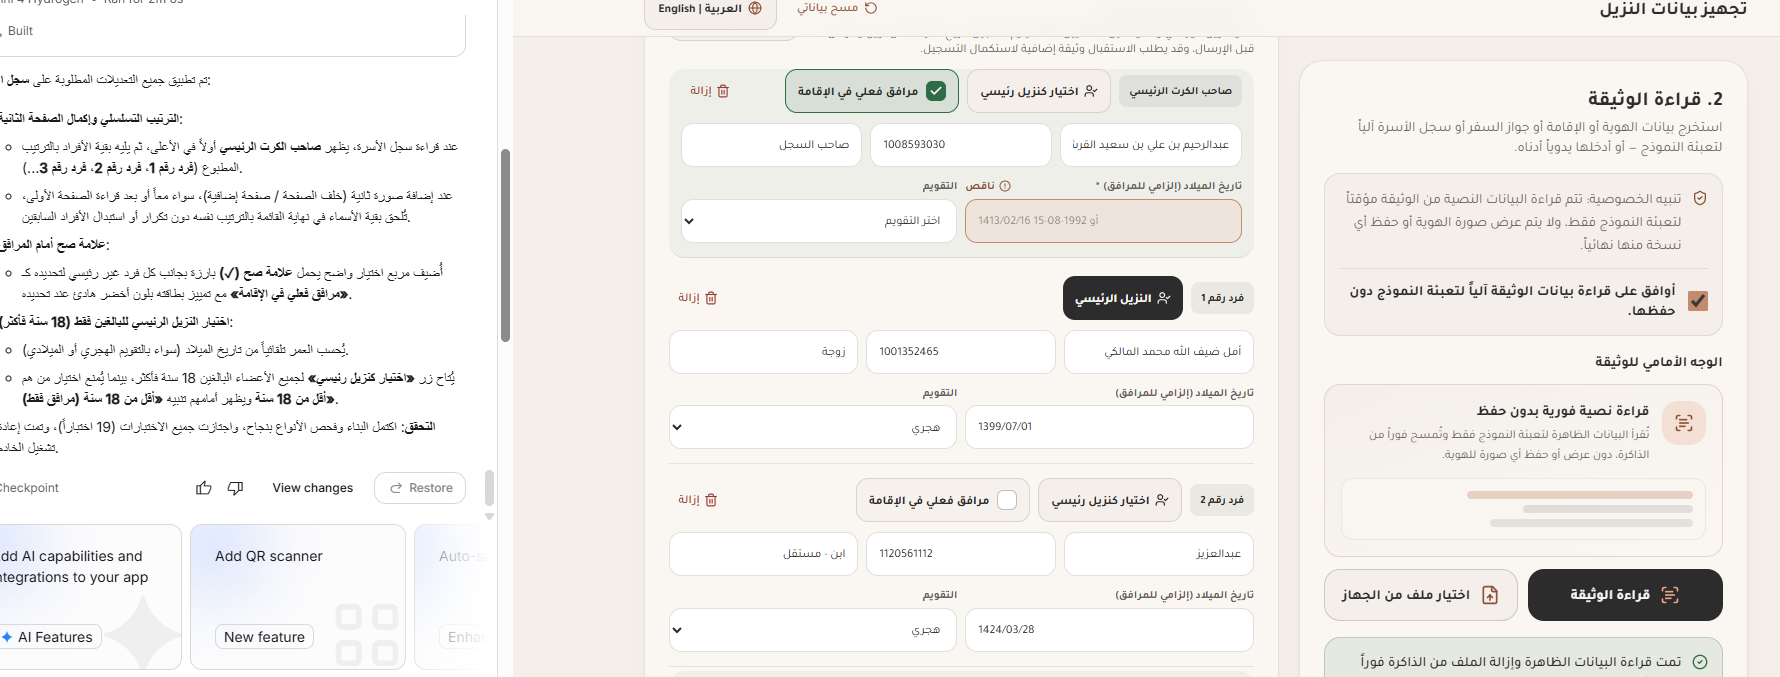 Built
تم تطبيق جميع التعديلات المطلوبة على سجل
الترتيب التسلسلي وإكمال الصفحة الثانية:
عند قراءة سجل الأسرة، يظهر صاحب الكرت الرئيسي أولاً في الأعلى، ثم يليه بقية الأفراد بالترتيب
المطبوع (فرد رقم 1، فرد رقم 2، فرد رقم 3...).
عند إضافة صورة ثانية (خلف الصفحة / صفحة إضافية)، سواء معاً أو بعد قراءة الصفحة الأولى،
تُلحق بقية الأسماء في نهاية القائمة بالترتيب نفسه دون تكرار أو استبدال الأفراد السابقين.
علامة صح أمام المرافق:
أُضيف مربع اختيار واضح يحمل علامة صح (✓) بارزة بجانب كل فرد غير رئيسي لتحديده كـ
«مرافق فعلي في الإقامة» مع تمييز بطاقته بلون أخضر هادئ عند تحديده.
اختيار النزيل الرئيسي للبالغين فقط (18 سنة فأكثر):
يُحسب العمر تلقائياً من تاريخ الميلاد (سواء بالتقويم الهجري أو الميلادي).
يُتاح زر «اختيار كنزيل رئيسي» لجميع الأعضاء البالغين 18 سنة فأكثر، بينما يُمنع اختيار من هم
أقل من 18 سنة ويظهر أمامهم تنبيه «أقل من 18 سنة (مرافق فقط)».
التحقق: اكتمل البناء وفحص الأنواع بنجاح، واجتازت جميع الاختبارات (19 اختباراً)، وتمت إعادة
تشغيل
Checkpoint
View changes
Restore
Add AI capabilities and
integrations to your app
AI Features
Add QR scanner
New feature
تجهيز بيانات النزيل
مسح بياناتي
العربية | English
2. قراءة الوثيقة
استخرج بيانات الهوية أو الإقامة أو جواز السفر أو سجل الأسرة آلياً
لتعبئة النموذج – أو أدخلها يدوياً أدناه.
تنبيه الخصوصية: تتم قراءة البيانات النصية من الوثيقة مؤقتاً
لتعبئة النموذج فقط، ولا يتم عرض صورة الهوية أو حفظ أي
نسخة منها نهائياً.
أوافق على قراءة بيانات الوثيقة آلياً لتعبئة النموذج دون
حفظها.
الوجه الأمامي للوثيقة
قراءة نصية فورية بدون حفظ
تُقرأ البيانات الظاهرة لتعبئة النموذج فقط وتُمسح فوراً من
الذاكرة، دون عرض أو حفظ أي صورة للهوية.
قراءة الوثيقة
اختيار ملف من الجهاز
تمت قراءة البيانات الظاهرة وإزالة الملف من الذاكرة فوراً
قبل الإرسال، وقد يطلب الاستقبال وثيقة إضافية لاستكمال التسجيل.
صاحب الكرت الرئيسي
اختيار كنزيل رئيسي
مرافق فعلي في الإقامة
إزالة
عبدالرحيم بن علي بن سعيد القرن
1008593030
صاحب السجل
تاريخ الميلاد (إلزامي للمرافق) *
ناقص
التقويم
1413/02/16 أو 1992-08-15
اختر التقويم
فرد رقم 1
النزيل الرئيسي
إزالة
أمل ضيف الله محمد المالكي
1001352465
زوجة
تاريخ الميلاد (إلزامي للمرافق)
التقويم
1399/07/01
هجري
فرد رقم 2
اختيار كنزيل رئيسي
مرافق فعلي في الإقامة
إزالة
عبدالعزيز
1120561112
ابن - مستقل
تاريخ الميلاد (إلزامي للمرافق)
التقويم
1424/03/28
هجري